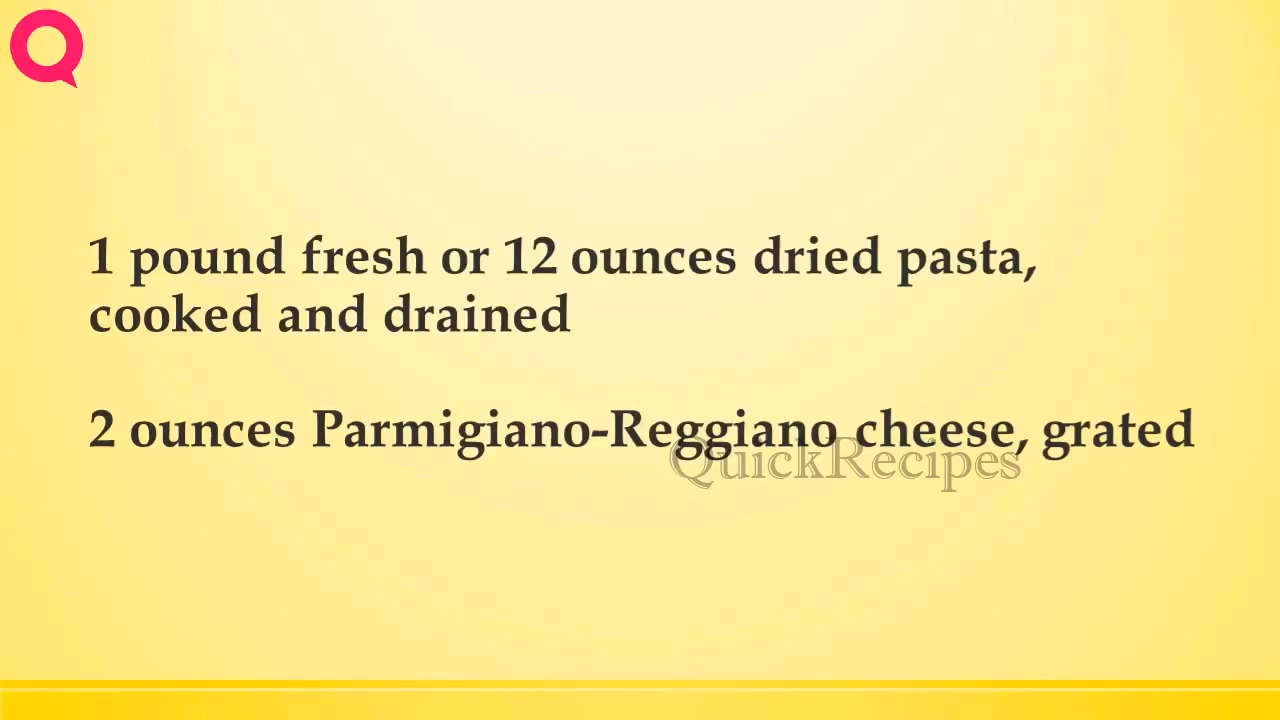 1 pound fresh or 12 ounces dried pasta,
cooked and drained
2 ounces Parmigiano-Reggiano cheese, grated
QuickRecipes